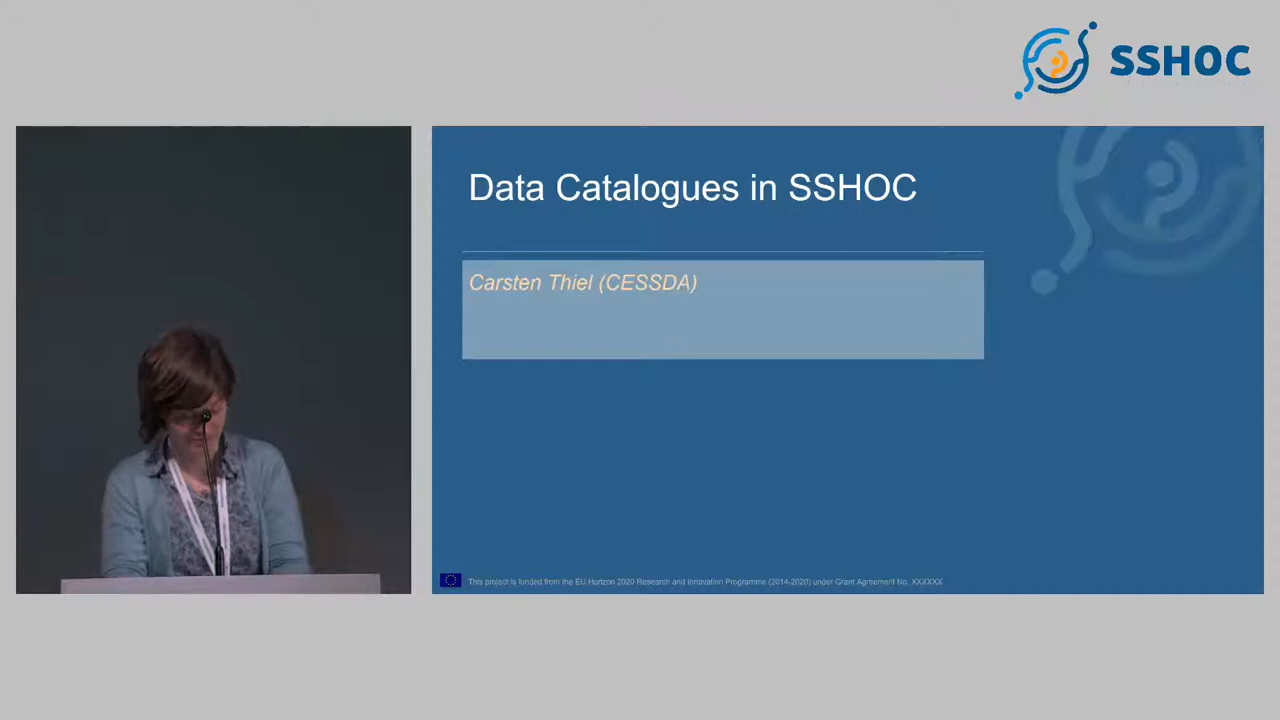 SSHOC
Data Catalogues in SSHOC
Carsten Thiel (CESSDA)
This project is funded from the EU Horizon 2020 Research and Innovation Programme (2014-2020) under Grant Agreement No. XXXXXX